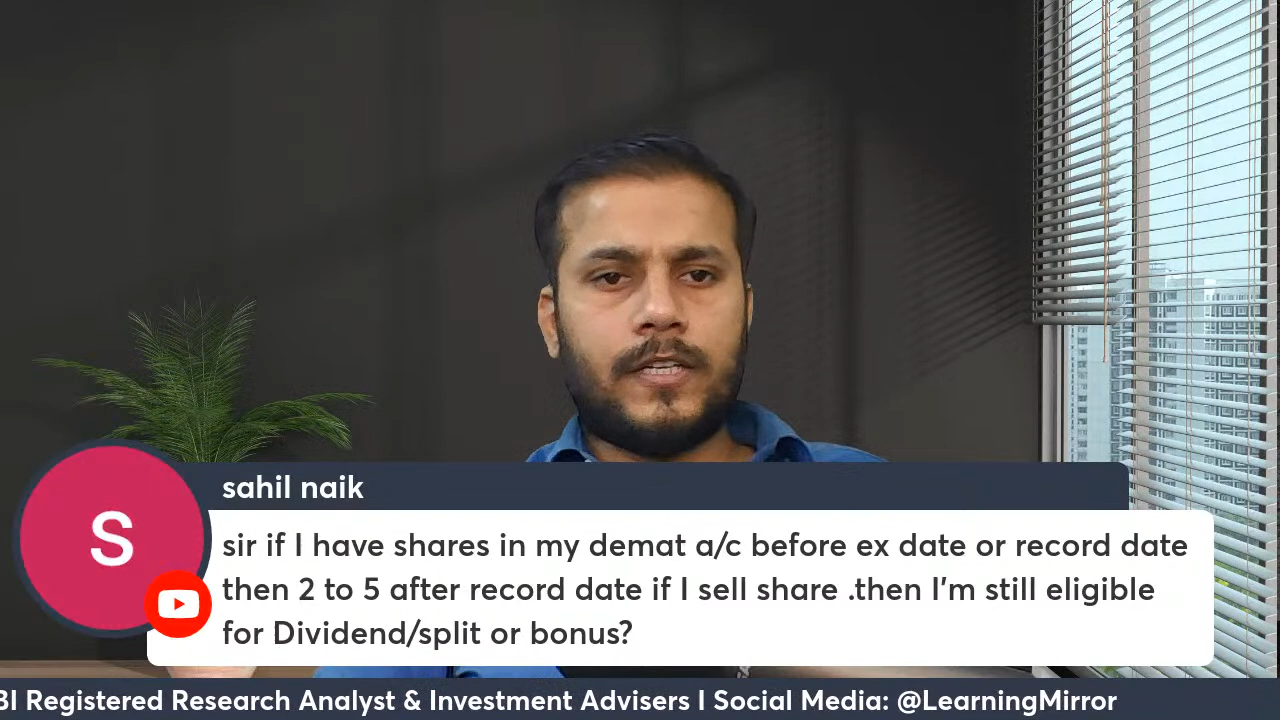 sahil naik
S
sir if I have shares in my demat a/c before ex date or record date
then 2 to 5 after record date if I sell share .then I'm still eligible
for Dividend/split or bonus?
BI Registered Research Analyst & Investment Advisers I Social Media: @LearningMirror